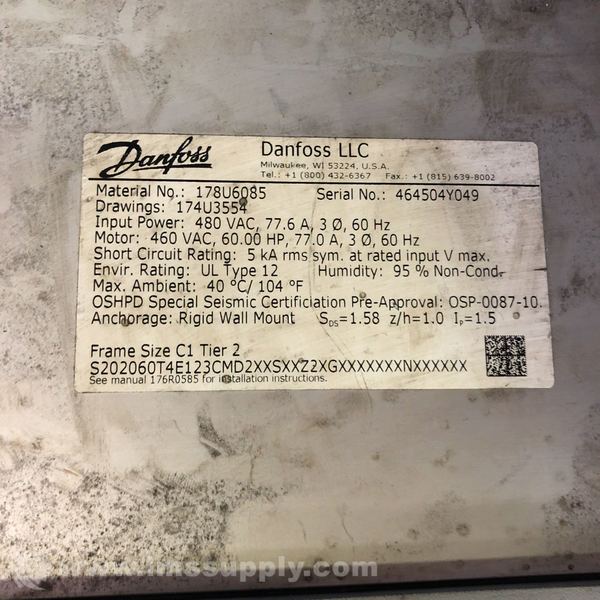 Danfoss
Danfoss LLC
Milwaukee, WI 53224, U.S.A.
Tel.: +1 (800) 432-6367 Fax.: +1 (815) 639-8002
Material No.: 178U6085 Serial No.: 464504Y049
Drawings: 174U3554
Input Power: 480 VAC, 77.6 A, 3 Ø, 60 Hz
Motor: 460 VAC, 60.00 HP, 77.0 A, 3 Ø, 60 Hz
Short Circuit Rating: 5 kA rms sym. at rated input V max.
Envir. Rating: UL Type 12 Humidity: 95 % Non-Cond.
Max. Ambient: 40 °C/ 104 °F
OSHPD Special Seismic Certificiation Pre-Approval: OSP-0087-10.
Anchorage: Rigid Wall Mount SDS=1.58 z/h=1.0 Ip=1.5
Frame Size C1 Tier 2
S202060T4E123CMD2XXSXXZ2XGXXXXXXXNXXXXXX
See manual 176R0585 for installation instructions.
www.imssupply.com